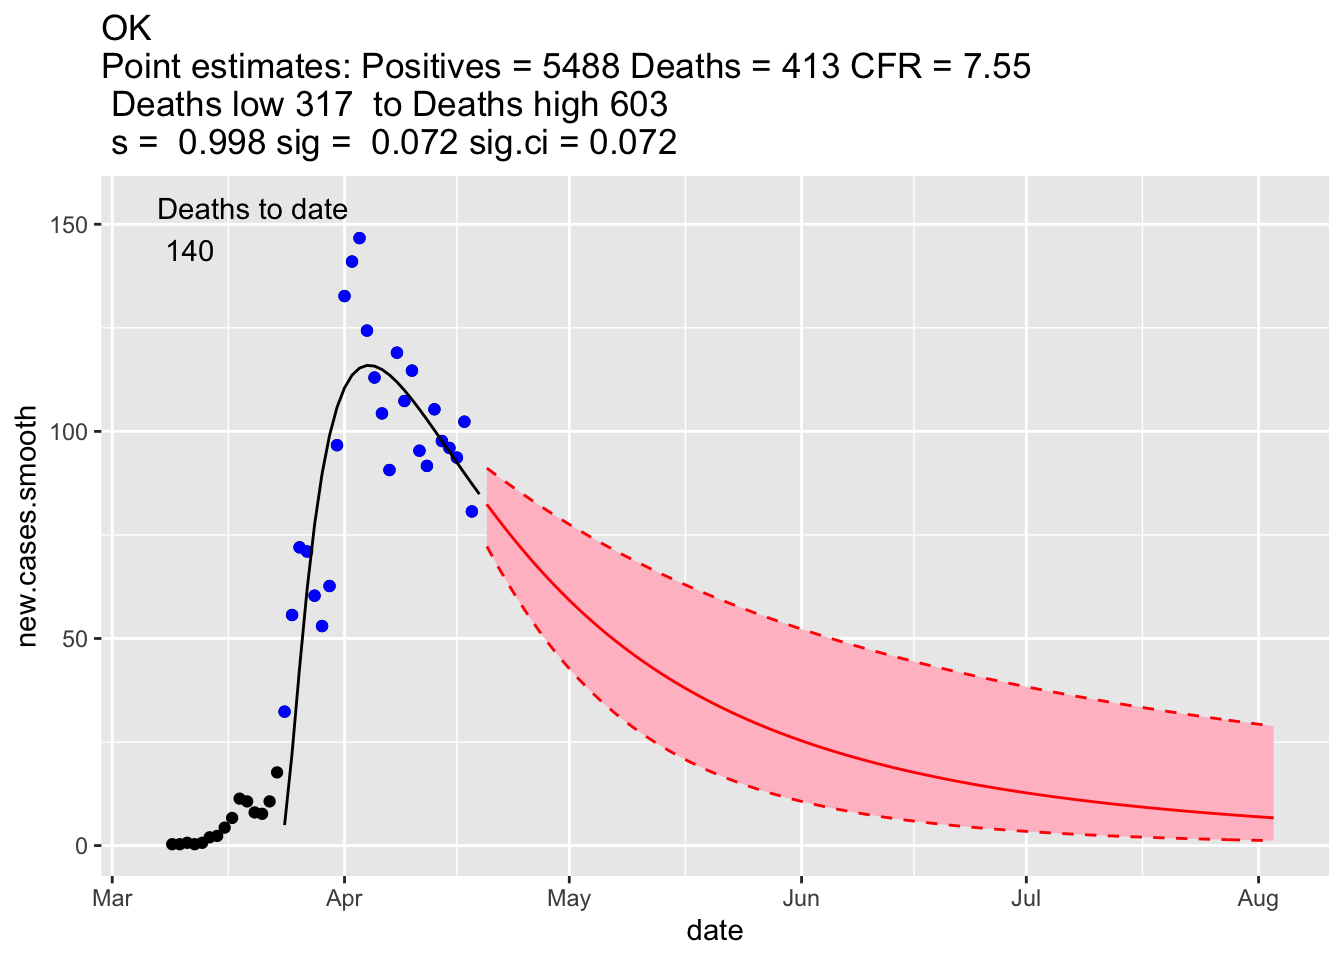 OK
Point estimates: Positives = 5488 Deaths = 413 CFR = 7.55
Deaths low 317  to Deaths high 603
s =  0.998 sig =  0.072 sig.ci = 0.072
Deaths to date
140
150
100
50
0
new.cases.smooth
Mar Apr May Jun Jul Aug
date